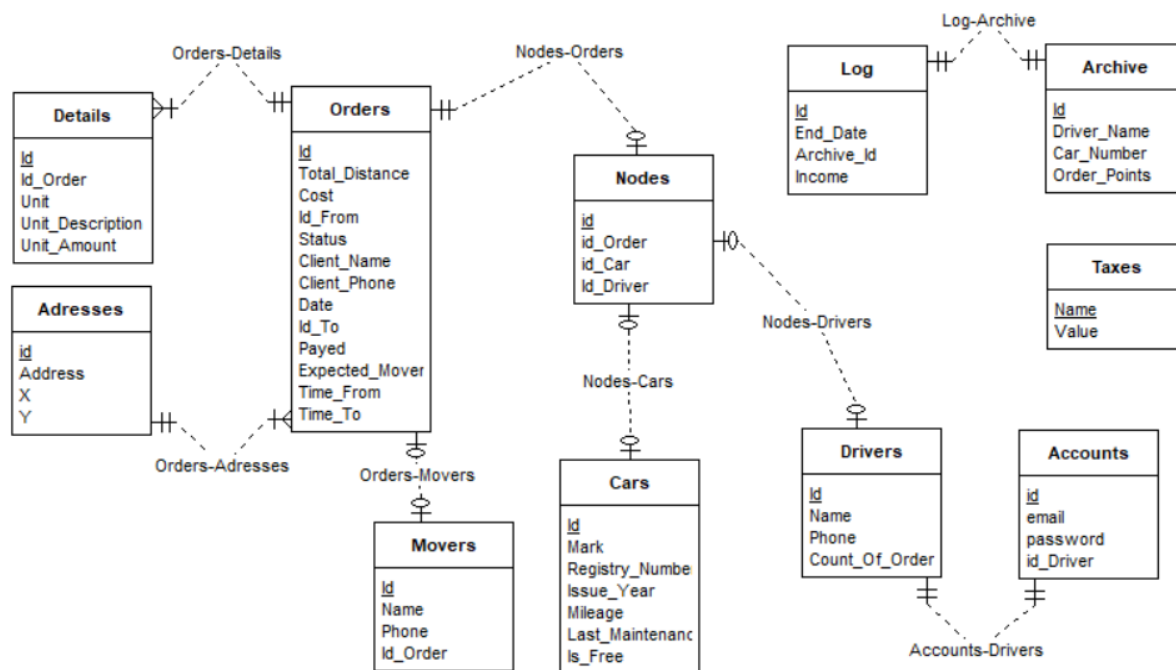 Log-Archive
Orders-Details
Nodes-Orders
Details
Id
Id_Order
Unit
Unit_Description
Unit_Amount
Orders
Id
Total_Distance
Cost
Id_From
Status
Client_Name
Client_Phone
Date
Id_To
Payed
Expected_Mover
Time_From
Time_To
Log
Id
End_Date
Archive_Id
Income
Archive
Id
Driver_Name
Car_Number
Order_Points
Nodes
id
id_Order
id_Car
Id_Driver
Taxes
Name
Value
Adresses
id
Address
X
Y
Nodes-Drivers
Nodes-Cars
Orders-Adresses
Orders-Movers
Movers
Id
Name
Phone
Id_Order
Cars
Id
Mark
Registry_Number
Issue_Year
Mileage
Last_Maintenanc
Is_Free
Drivers
Id
Name
Phone
Count_Of_Order
Accounts
id
email
password
id_Driver
Accounts-Drivers